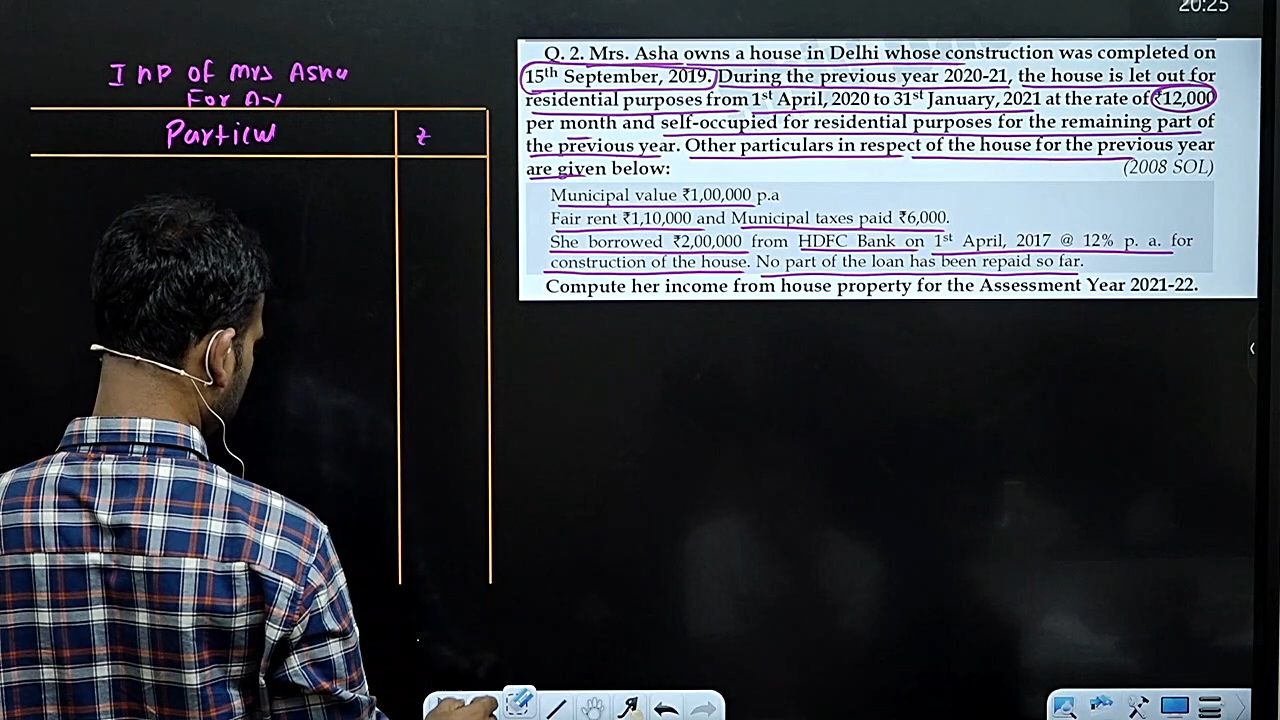 20:25
I HP of Mrs Asha
For A-y
Particul
₹
Q. 2. Mrs. Asha owns a house in Delhi whose construction was completed on
15th September, 2019. During the previous year 2020-21, the house is let out for
residential purposes from 1st April, 2020 to 31st January, 2021 at the rate of ₹12,000
per month and self-occupied for residential purposes for the remaining part of
the previous year. Other particulars in respect of the house for the previous year
are given below: (2008 SOL)
Municipal value ₹1,00,000 p.a
Fair rent ₹1,10,000 and Municipal taxes paid ₹6,000.
She borrowed ₹2,00,000 from HDFC Bank on 1st April, 2017 @ 12% p. a. for
construction of the house. No part of the loan has been repaid so far.
Compute her income from house property for the Assessment Year 2021-22.